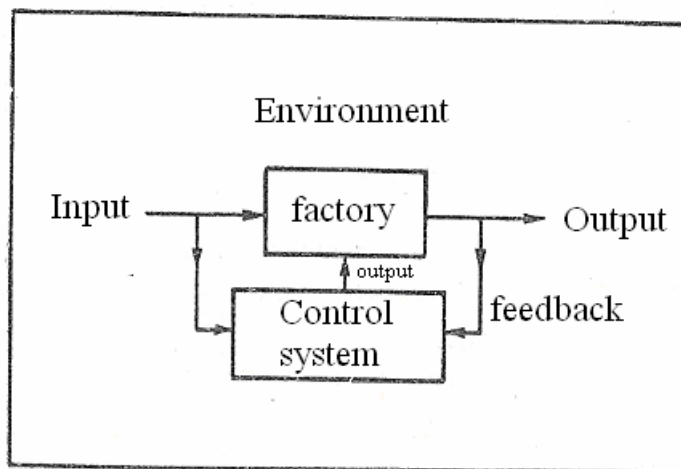 Environment
Input
factory
Output
output
Control
system
feedback